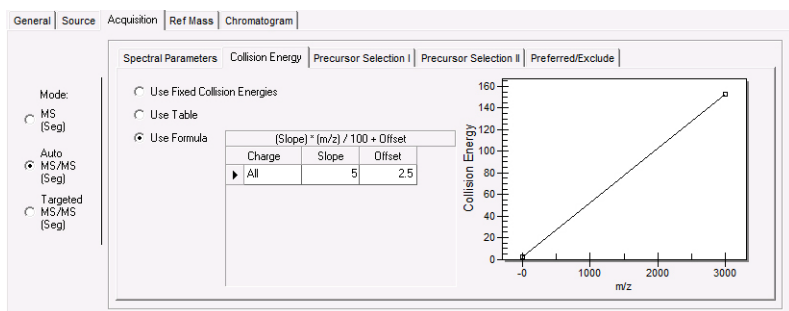 General Source Acquisition Ref Mass Chromatogram
Spectral Parameters Collision Energy Precursor Selection I Precursor Selection II Preferred/Exclude
Mode:
MS
(Seg)
Auto
MS/MS
(Seg)
Targeted
MS/MS
(Seg)
Use Fixed Collision Energies
Use Table
Use Formula
(Slope) * (m/z) / 100 + Offset
Charge Slope Offset
All 5 2.5
Collision Energy
160
140
120
100
80
60
40
20
0
-0 1000 2000 3000
m/z